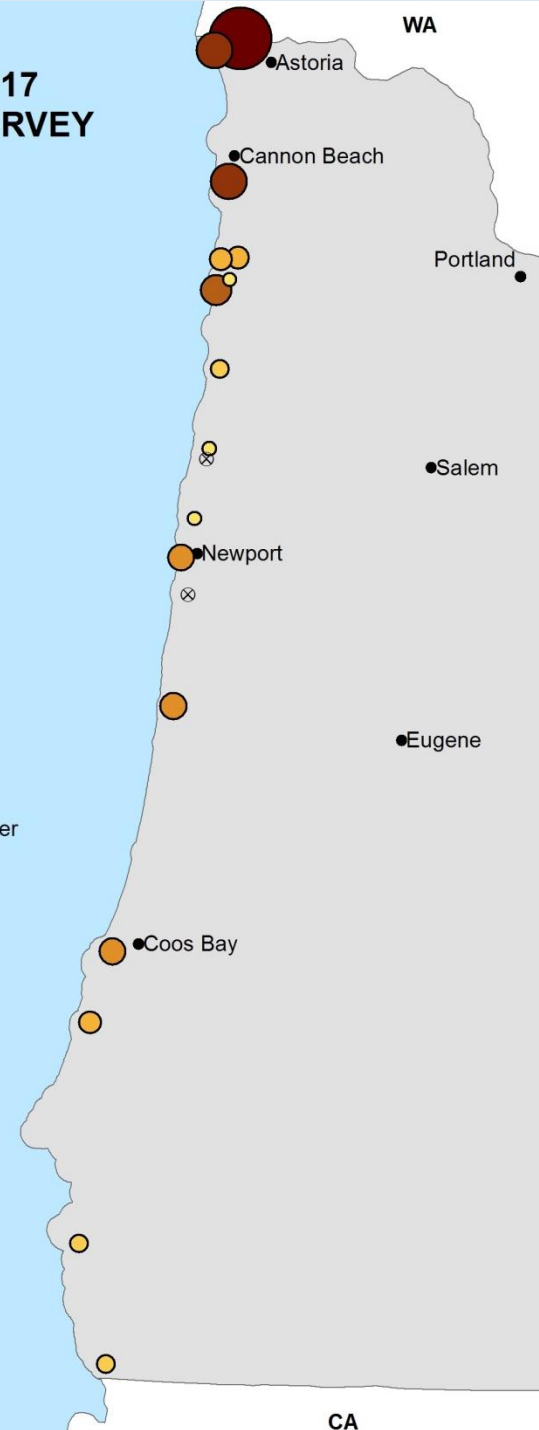 WA
Astoria
17
RVEY
Cannon Beach
Portland
Salem
Newport
Eugene
er
Coos Bay
CA